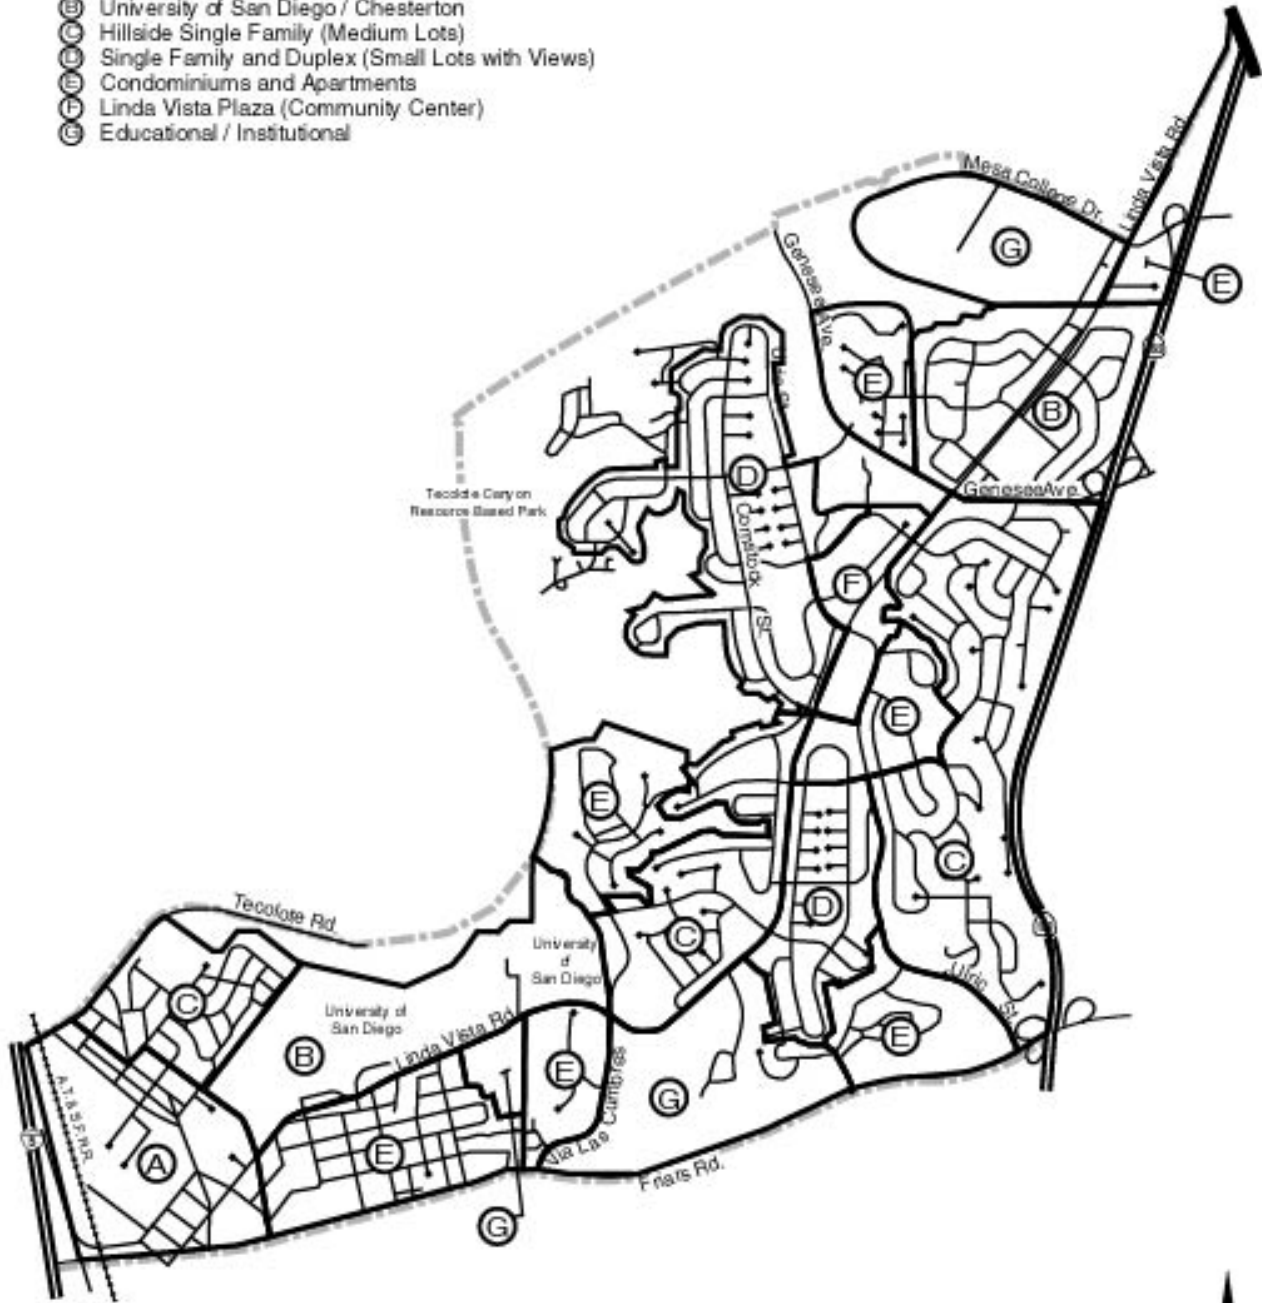 B University of San Diego / Chesterton
C Hillside Single Family (Medium Lots)
D Single Family and Duplex (Small Lots with Views)
E Condominiums and Apartments
F Linda Vista Plaza (Community Center)
G Educational / Institutional
Mesa College Dr.
Linda Vista Rd.
G
Genesee Ave.
E
E
B
D
Genesee Ave.
Tecolote Canyon
Resource Based Park
Comstock St.
F
E
E
C
D
Tecolote Rd.
C
University
of
San Diego
Ulric St.
C
University of
San Diego
Linda Vista Rd.
B
E
E
G
Via Las Cumbres
A.T. & S.F. R.R.
5
A
E
Friars Rd.
G